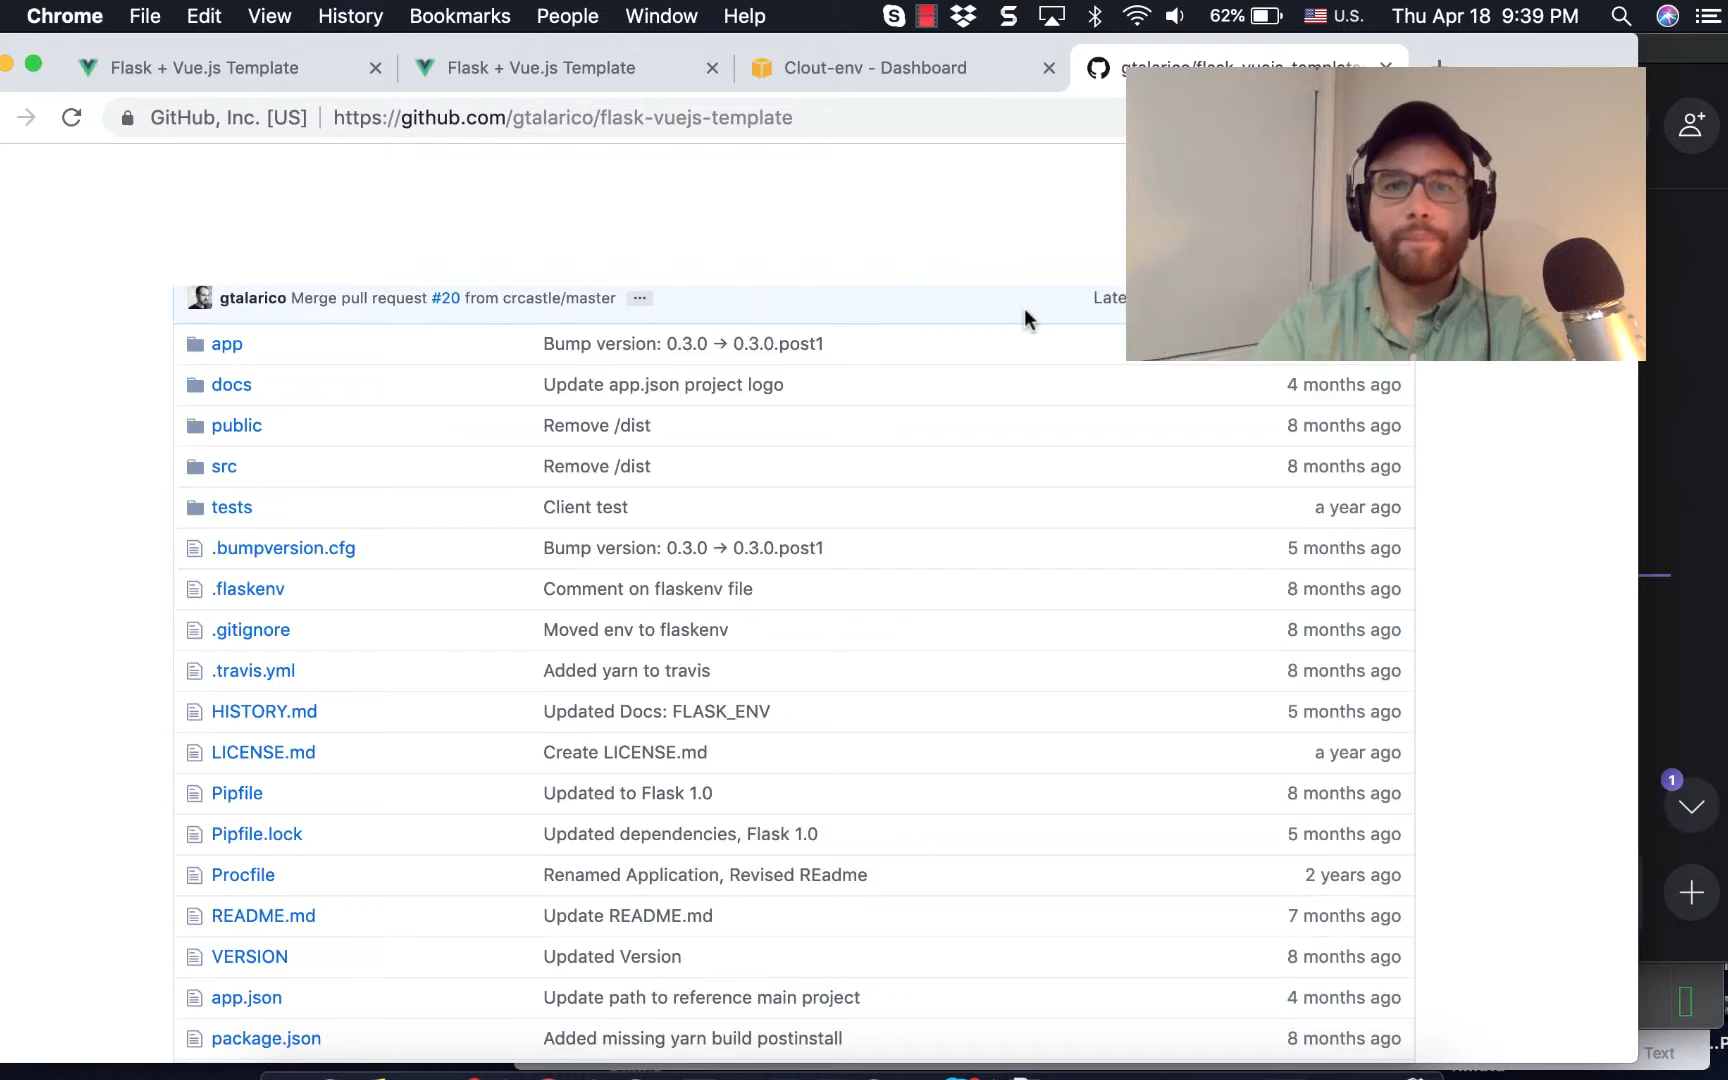 Chrome File Edit View History Bookmarks People Window Help 62% U.S. Thu Apr 18 9:39 PM
Flask + Vue.js Template Flask + Vue.js Template Clout-env - Dashboard gtalarico/flask-vuejs-template
GitHub, Inc. [US] https://github.com/gtalarico/flask-vuejs-template
gtalarico Merge pull request #20 from crcastle/master ... Late
app Bump version: 0.3.0 → 0.3.0.post1
docs Update app.json project logo 4 months ago
public Remove /dist 8 months ago
src Remove /dist 8 months ago
tests Client test a year ago
.bumpversion.cfg Bump version: 0.3.0 → 0.3.0.post1 5 months ago
.flaskenv Comment on flaskenv file 8 months ago
.gitignore Moved env to flaskenv 8 months ago
.travis.yml Added yarn to travis 8 months ago
HISTORY.md Updated Docs: FLASK_ENV 5 months ago
LICENSE.md Create LICENSE.md a year ago
1
Pipfile Updated to Flask 1.0 8 months ago
Pipfile.lock Updated dependencies, Flask 1.0 5 months ago
Procfile Renamed Application, Revised REadme 2 years ago
README.md Update README.md 7 months ago
VERSION Updated Version 8 months ago
app.json Update path to reference main project 4 months ago
package.json Added missing yarn build postinstall 8 months ago
Text